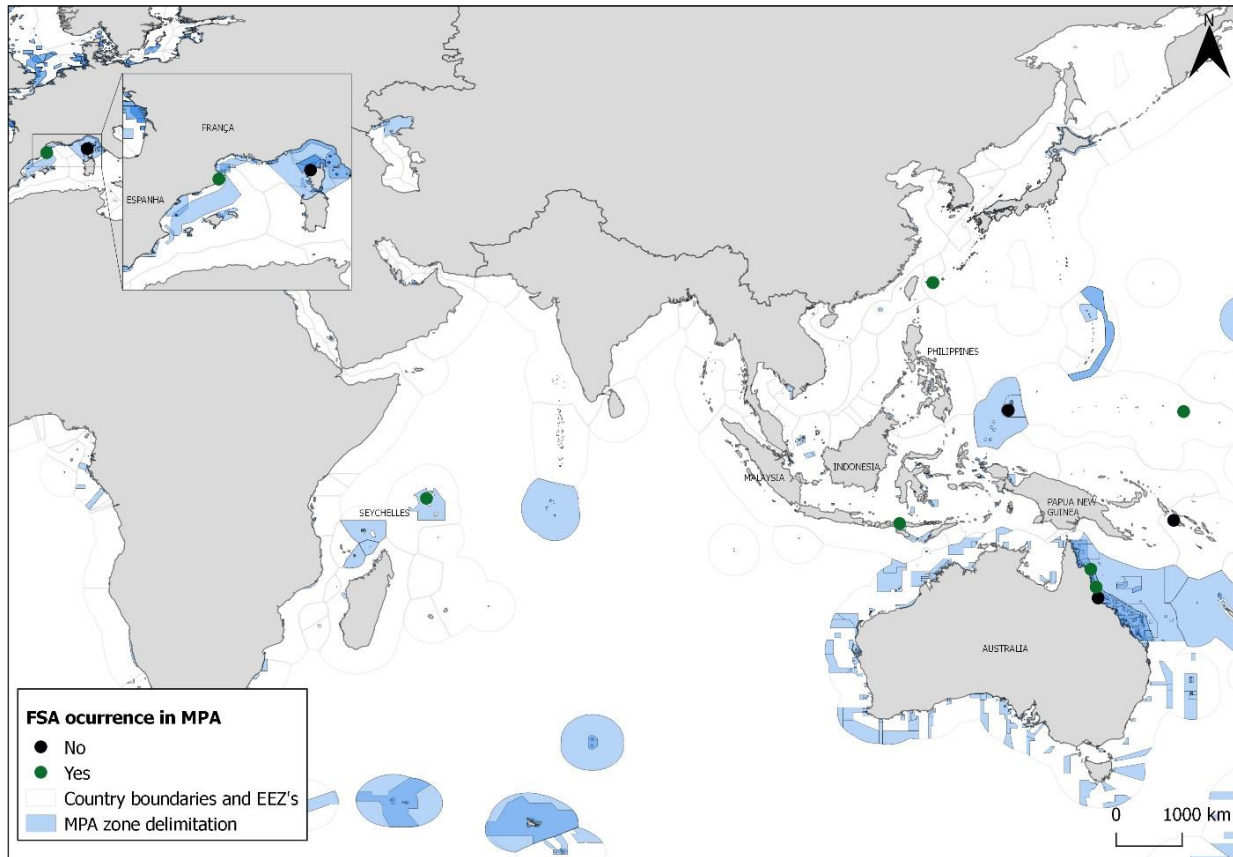 N
FRANÇA
ESPANHA
PHILIPPINES
MALAYSIA
INDONESIA
SEYCHELLES
PAPUA NEW
GUINEA
AUSTRALIA
FSA ocurrence in MPA
No
Yes
Country boundaries and EEZ's
MPA zone delimitation
0 1000 km